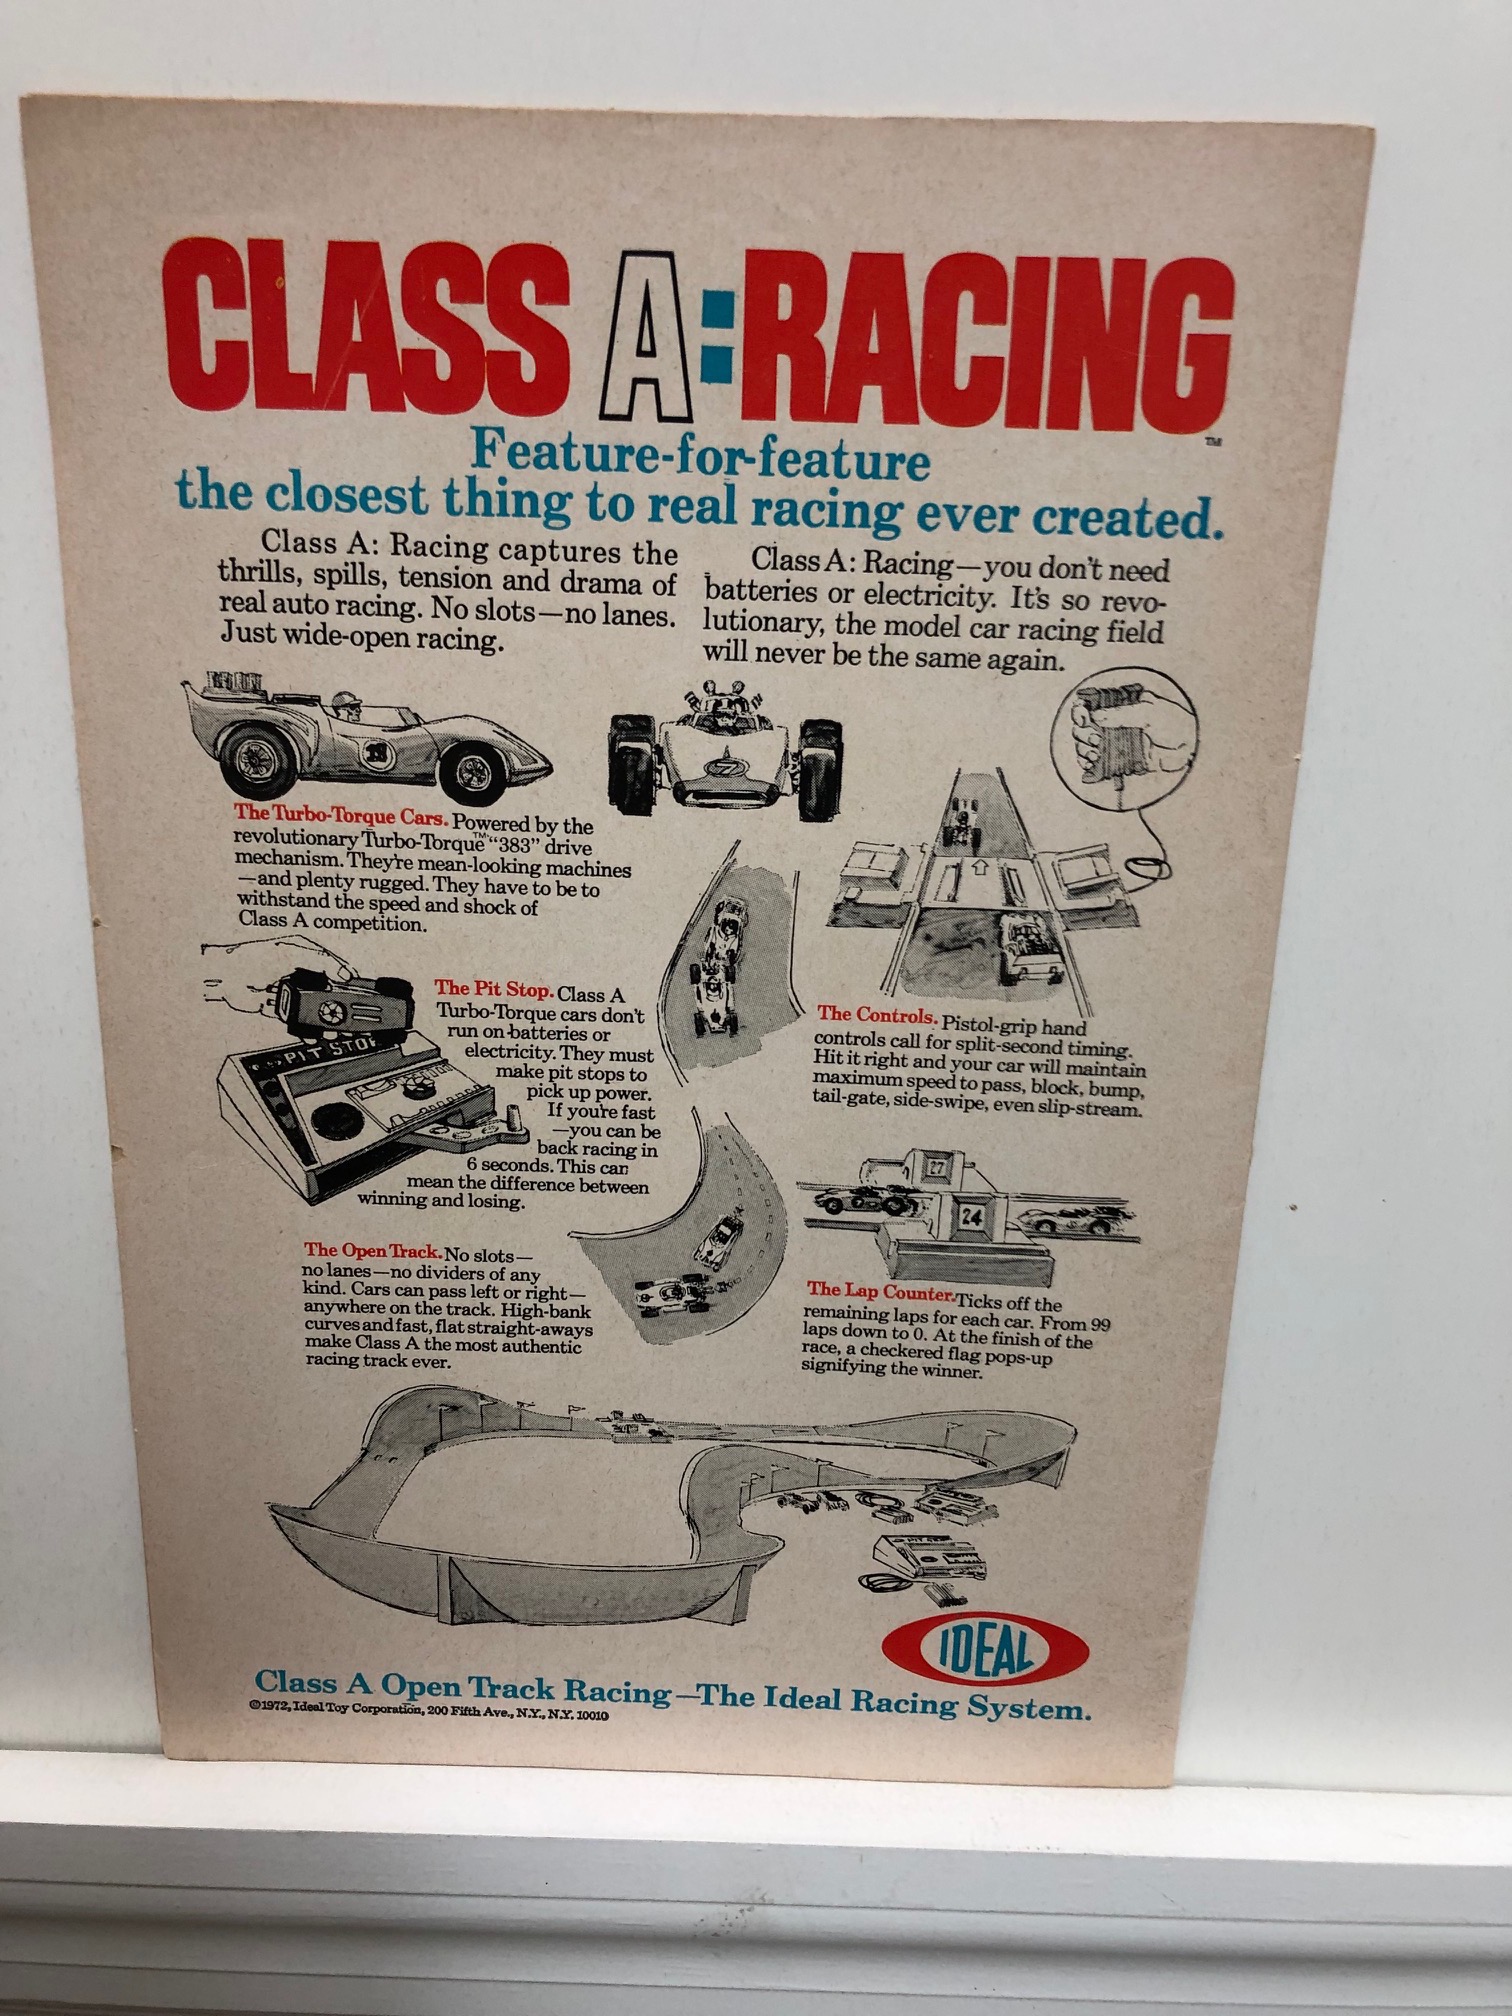 CLASS A:RACING
TM
Feature-for-feature
the closest thing to real racing ever created.
Class A: Racing captures the
thrills, spills, tension and drama of
real auto racing. No slots—no lanes.
Just wide-open racing.
Class A: Racing—you don't need
batteries or electricity. It's so revo-
lutionary, the model car racing field
will never be the same again.
19
7
The Turbo-Torque Cars. Powered by the
revolutionary Turbo-Torque™ "383" drive
mechanism. They're mean-looking machines
—and plenty rugged. They have to be to
withstand the speed and shock of
Class A competition.
PIT STOP
The Pit Stop. Class A
Turbo-Torque cars don't
run on batteries or
electricity. They must
make pit stops to
pick up power.
If you're fast
—you can be
back racing in
6 seconds. This can
mean the difference between
winning and losing.
The Controls. Pistol-grip hand
controls call for split-second timing.
Hit it right and your car will maintain
maximum speed to pass, block, bump,
tail-gate, side-swipe, even slip-stream.
27
24
The Open Track. No slots—
no lanes—no dividers of any
kind. Cars can pass left or right—
anywhere on the track. High-bank
curves and fast, flat straight-aways
make Class A the most authentic
racing track ever.
The Lap Counter. Ticks off the
remaining laps for each car. From 99
laps down to 0. At the finish of the
race, a checkered flag pops-up
signifying the winner.
IDEAL
Class A Open Track Racing—The Ideal Racing System.
©1972, Ideal Toy Corporation, 200 Fifth Ave., N.Y., N.Y. 10010